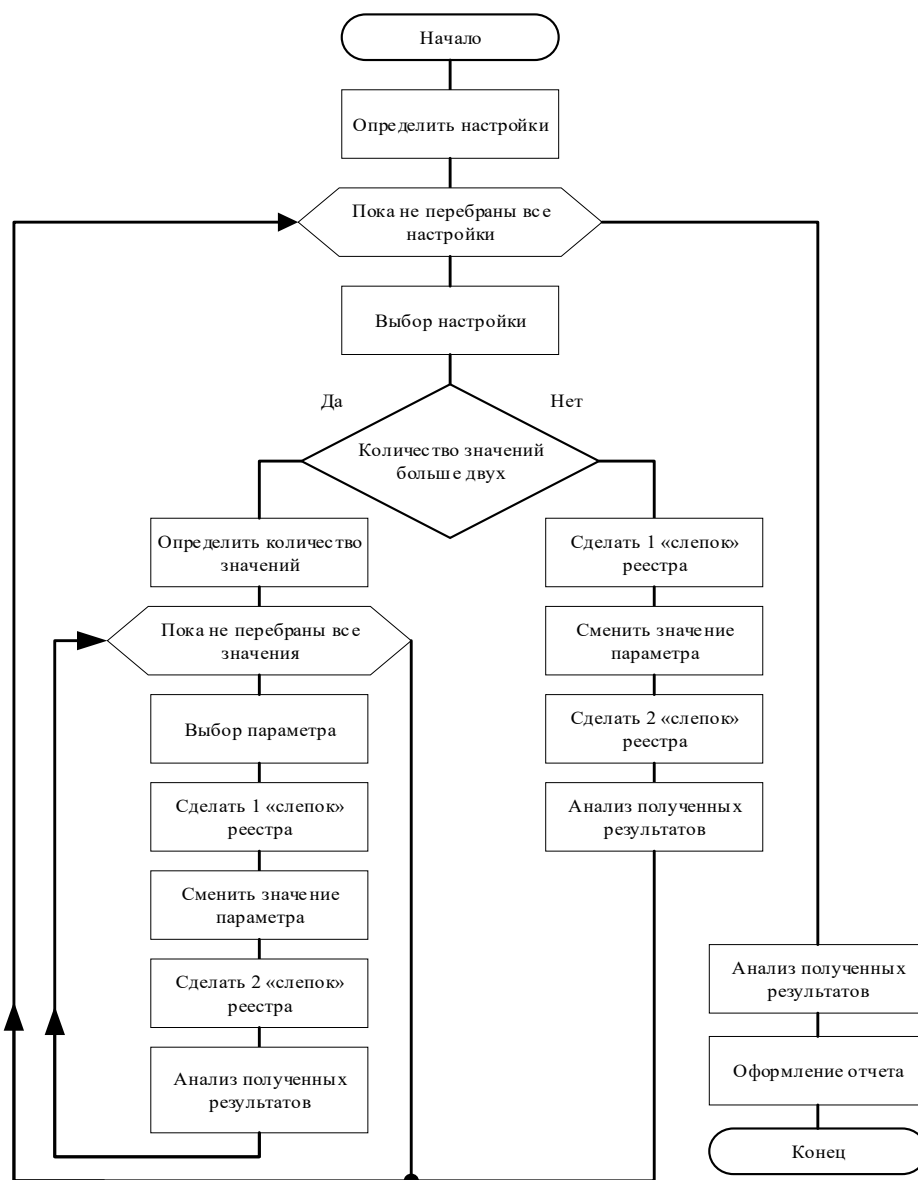 Начало
Определить настройки
Пока не перебраны все
настройки
Выбор настройки
Да
Нет
Количество значений
больше двух
Определить количество
значений
Пока не перебраны все
значения
Выбор параметра
Сделать 1 «слепок»
реестра
Сменить значение
параметра
Сделать 2 «слепок»
реестра
Анализ полученных
результатов
Сделать 1 «слепок»
реестра
Сменить значение
параметра
Сделать 2 «слепок»
реестра
Анализ полученных
результатов
Анализ полученных
результатов
Оформление отчета
Конец